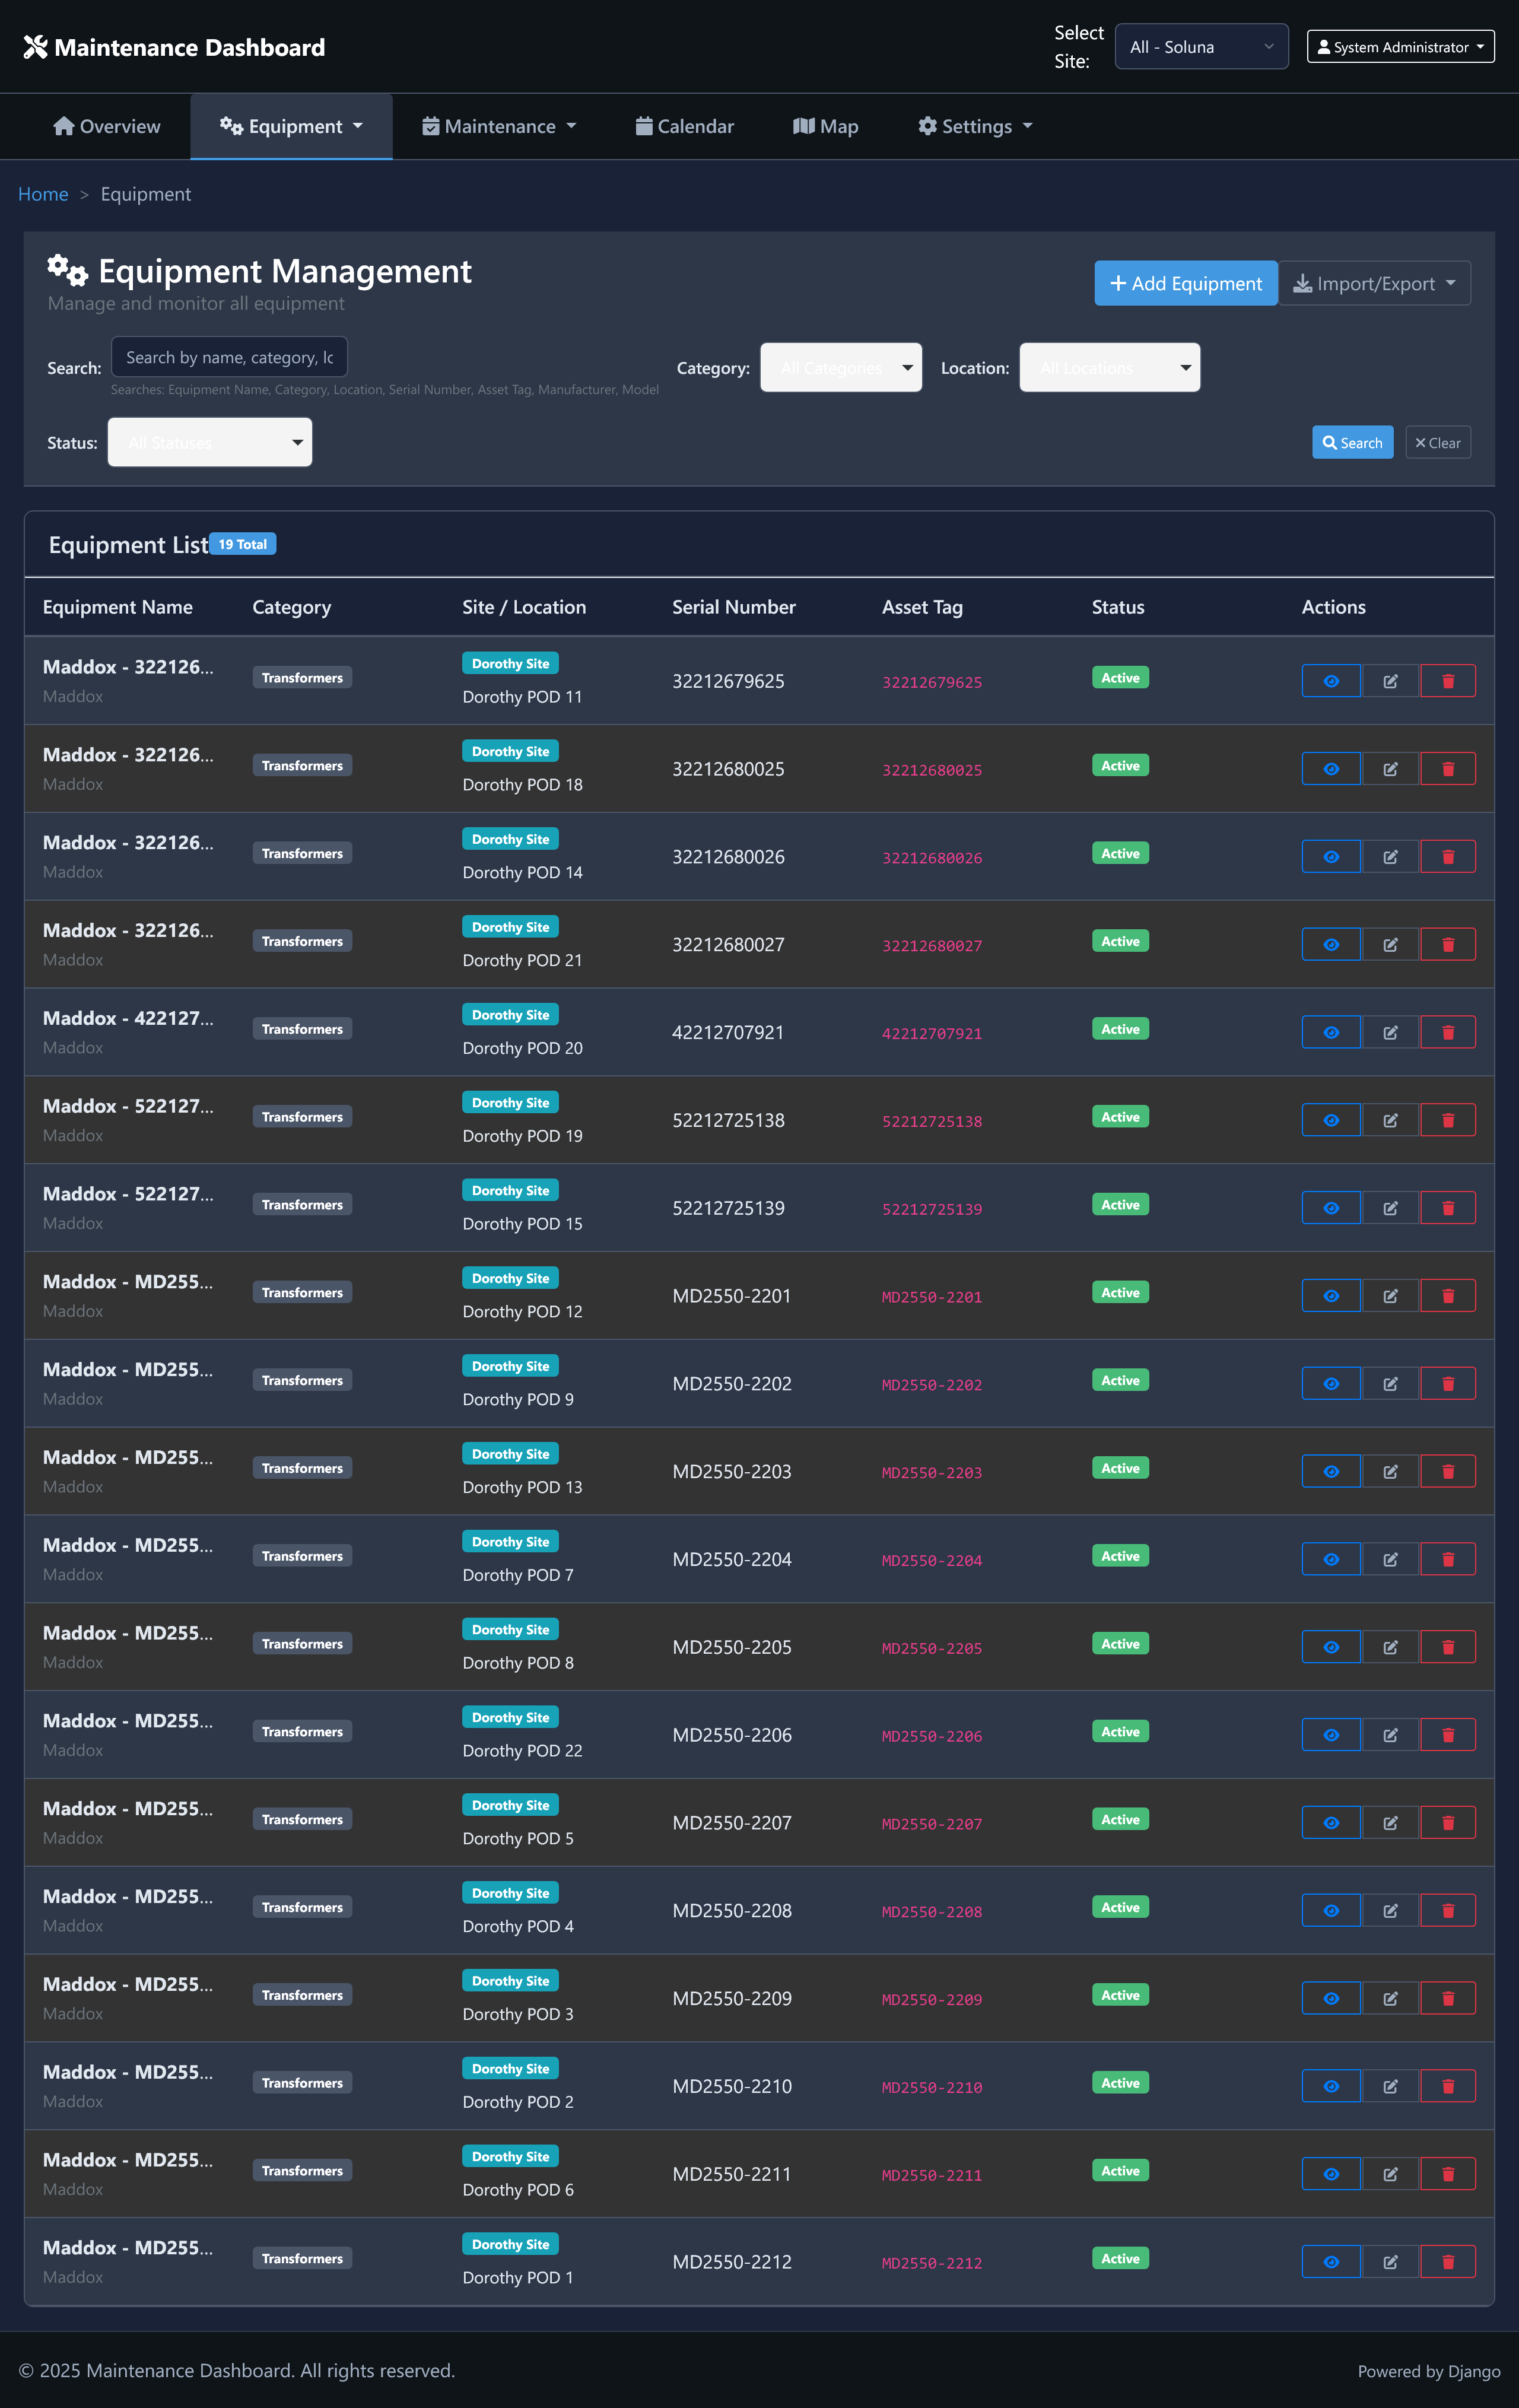 Maintenance Dashboard
Select Site:
All - Soluna
System Administrator
Overview
Equipment
Maintenance
Calendar
Map
Settings
Home > Equipment
Equipment Management
Manage and monitor all equipment
Add Equipment
Import/Export
Search:
Search by name, category, lc
Searches: Equipment Name, Category, Location, Serial Number, Asset Tag, Manufacturer, Model
Category:
All Categories
Location:
All Locations
Status:
All Statuses
Search
Clear
Equipment List 19 Total
Equipment Name Category Site / Location Serial Number Asset Tag Status Actions
Maddox - 322126... Transformers Dorothy Site 32212679625 32212679625 Active
Maddox Dorothy POD 11
Maddox - 322126... Transformers Dorothy Site 32212680025 32212680025 Active
Maddox Dorothy POD 18
Maddox - 322126... Transformers Dorothy Site 32212680026 32212680026 Active
Maddox Dorothy POD 14
Maddox - 322126... Transformers Dorothy Site 32212680027 32212680027 Active
Maddox Dorothy POD 21
Maddox - 422127... Transformers Dorothy Site 42212707921 42212707921 Active
Maddox Dorothy POD 20
Maddox - 522127... Transformers Dorothy Site 52212725138 52212725138 Active
Maddox Dorothy POD 19
Maddox - 522127... Transformers Dorothy Site 52212725139 52212725139 Active
Maddox Dorothy POD 15
Maddox - MD255... Transformers Dorothy Site MD2550-2201 MD2550-2201 Active
Maddox Dorothy POD 12
Maddox - MD255... Transformers Dorothy Site MD2550-2202 MD2550-2202 Active
Maddox Dorothy POD 9
Maddox - MD255... Transformers Dorothy Site MD2550-2203 MD2550-2203 Active
Maddox Dorothy POD 13
Maddox - MD255... Transformers Dorothy Site MD2550-2204 MD2550-2204 Active
Maddox Dorothy POD 7
Maddox - MD255... Transformers Dorothy Site MD2550-2205 MD2550-2205 Active
Maddox Dorothy POD 8
Maddox - MD255... Transformers Dorothy Site MD2550-2206 MD2550-2206 Active
Maddox Dorothy POD 22
Maddox - MD255... Transformers Dorothy Site MD2550-2207 MD2550-2207 Active
Maddox Dorothy POD 5
Maddox - MD255... Transformers Dorothy Site MD2550-2208 MD2550-2208 Active
Maddox Dorothy POD 4
Maddox - MD255... Transformers Dorothy Site MD2550-2209 MD2550-2209 Active
Maddox Dorothy POD 3
Maddox - MD255... Transformers Dorothy Site MD2550-2210 MD2550-2210 Active
Maddox Dorothy POD 2
Maddox - MD255... Transformers Dorothy Site MD2550-2211 MD2550-2211 Active
Maddox Dorothy POD 6
Maddox - MD255... Transformers Dorothy Site MD2550-2212 MD2550-2212 Active
Maddox Dorothy POD 1
© 2025 Maintenance Dashboard. All rights reserved.
Powered by Django